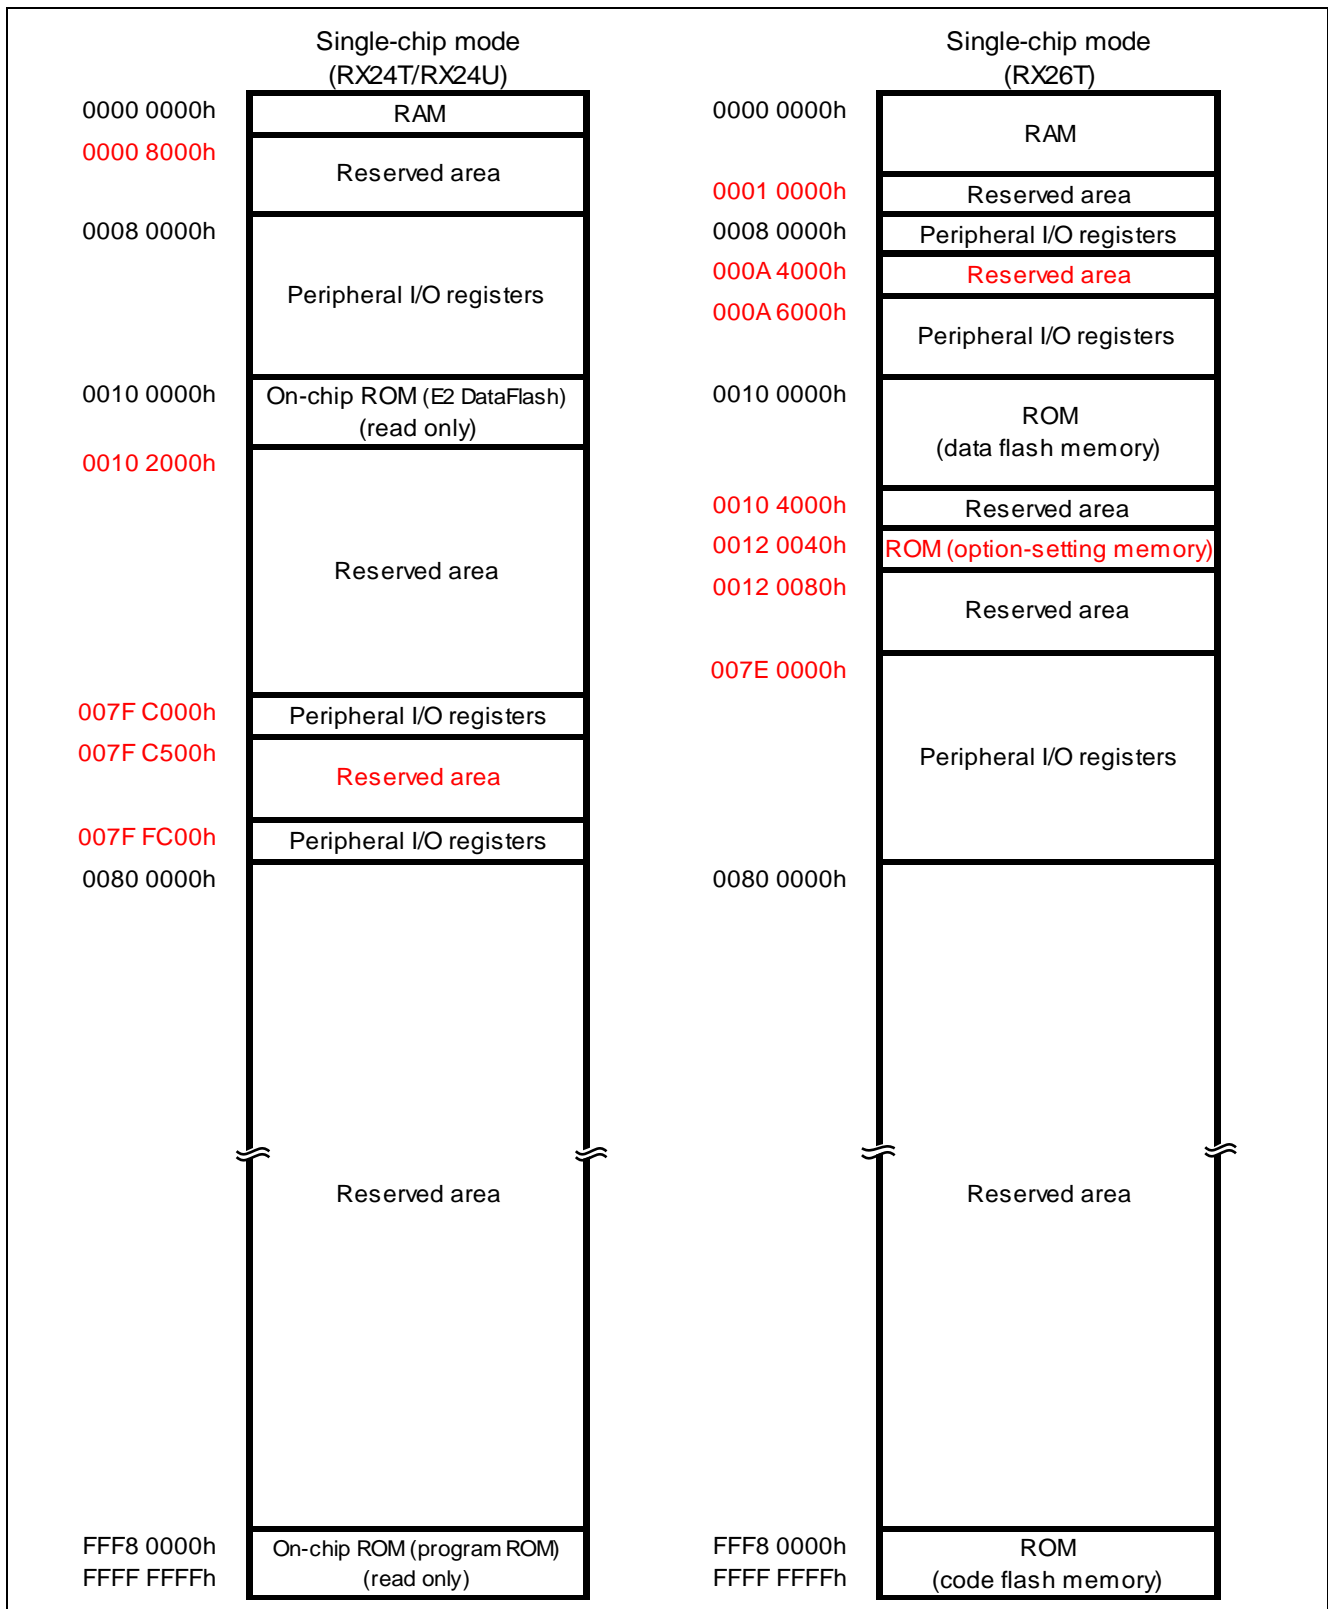 Single-chip mode
(RX24T/RX24U)
0000 0000h
RAM
0000 8000h
Reserved area
0008 0000h
Peripheral I/O registers
0010 0000h
On-chip ROM (E2 DataFlash)
(read only)
0010 2000h
Reserved area
007F C000h
Peripheral I/O registers
007F C500h
Reserved area
007F FC00h
Peripheral I/O registers
0080 0000h
Reserved area
FFF8 0000h
On-chip ROM (program ROM)
FFFF FFFFh
(read only)
Single-chip mode
(RX26T)
0000 0000h
RAM
0001 0000h
Reserved area
0008 0000h
Peripheral I/O registers
000A 4000h
Reserved area
000A 6000h
Peripheral I/O registers
0010 0000h
ROM
(data flash memory)
0010 4000h
Reserved area
0012 0040h
ROM (option-setting memory)
0012 0080h
Reserved area
007E 0000h
Peripheral I/O registers
0080 0000h
Reserved area
FFF8 0000h
ROM
FFFF FFFFh
(code flash memory)